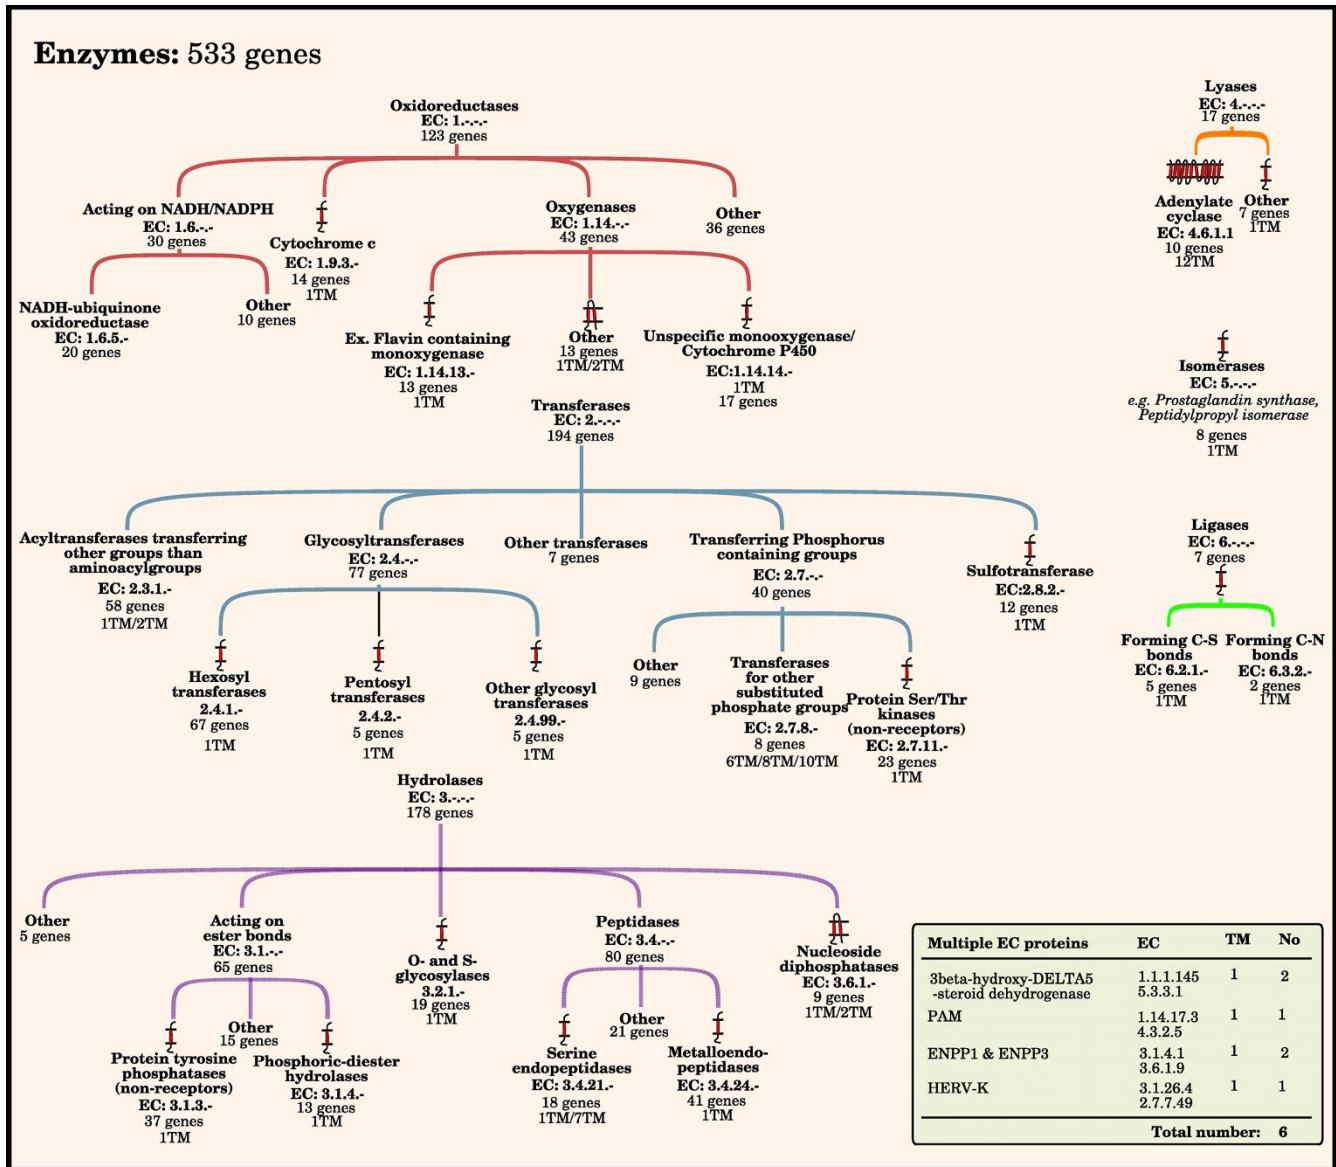 Enzymes: 533 genes
Oxidoreductases
EC: 1.-.-.-
123 genes
Acting on NADH/NADPH
EC: 1.6.-.-
30 genes
NADH-ubiquinone
oxidoreductase
EC: 1.6.5.-
20 genes
Other
10 genes
Cytochrome c
EC: 1.9.3.-
14 genes
1TM
Oxygenases
EC: 1.14.-.-
43 genes
Ex. Flavin containing
monoxygenase
EC: 1.14.13.-
13 genes
1TM
Other
13 genes
1TM/2TM
Unspecific monooxygenase/
Cytochrome P450
EC:1.14.14.-
1TM
17 genes
Other
36 genes
Lyases
EC: 4.-.-.-
17 genes
Adenylate
cyclase
EC: 4.6.1.1
10 genes
12TM
Other
7 genes
1TM
Isomerases
EC: 5.-.-.-
e.g. Prostaglandin synthase,
Peptidylpropyl isomerase
8 genes
1TM
Transferases
EC: 2.-.-.-
194 genes
Acyltransferases transferring
other groups than
aminoacylgroups
EC: 2.3.1.-
58 genes
1TM/2TM
Glycosyltransferases
EC: 2.4.-.-
77 genes
Hexosyl
transferases
2.4.1.-
67 genes
1TM
Pentosyl
transferases
2.4.2.-
5 genes
1TM
Other glycosyl
transferases
2.4.99.-
5 genes
1TM
Other transferases
7 genes
Transferring Phosphorus
containing groups
EC: 2.7.-.-
40 genes
Other
9 genes
Transferases
for other
substituted
phosphate groups
EC: 2.7.8.-
8 genes
6TM/8TM/10TM
Protein Ser/Thr
kinases
(non-receptors)
EC: 2.7.11.-
23 genes
1TM
Sulfotransferase
EC:2.8.2.-
12 genes
1TM
Ligases
EC: 6.-.-.-
7 genes
Forming C-S
bonds
EC: 6.2.1.-
5 genes
1TM
Forming C-N
bonds
EC: 6.3.2.-
2 genes
1TM
Hydrolases
EC: 3.-.-.-
178 genes
Other
5 genes
Acting on
ester bonds
EC: 3.1.-.-
65 genes
Protein tyrosine
phosphatases
(non-receptors)
EC: 3.1.3.-
37 genes
1TM
Other
15 genes
Phosphoric-diester
hydrolases
EC: 3.1.4.-
13 genes
1TM
O- and S-
glycosylases
3.2.1.-
19 genes
1TM
Peptidases
EC: 3.4.-.-
80 genes
Serine
endopeptidases
EC: 3.4.21.-
18 genes
1TM/7TM
Other
21 genes
Metalloendo-
peptidases
EC: 3.4.24.-
41 genes
1TM
Nucleoside
diphosphatases
EC: 3.6.1.-
9 genes
1TM/2TM
Multiple EC proteins EC TM No
3beta-hydroxy-DELTA5 1.1.1.145 1 2
-steroid dehydrogenase 5.3.3.1
PAM 1.14.17.3 1 1
4.3.2.5
ENPP1 & ENPP3 3.1.4.1 1 2
3.6.1.9
HERV-K 3.1.26.4 1 1
2.7.7.49
Total number: 6